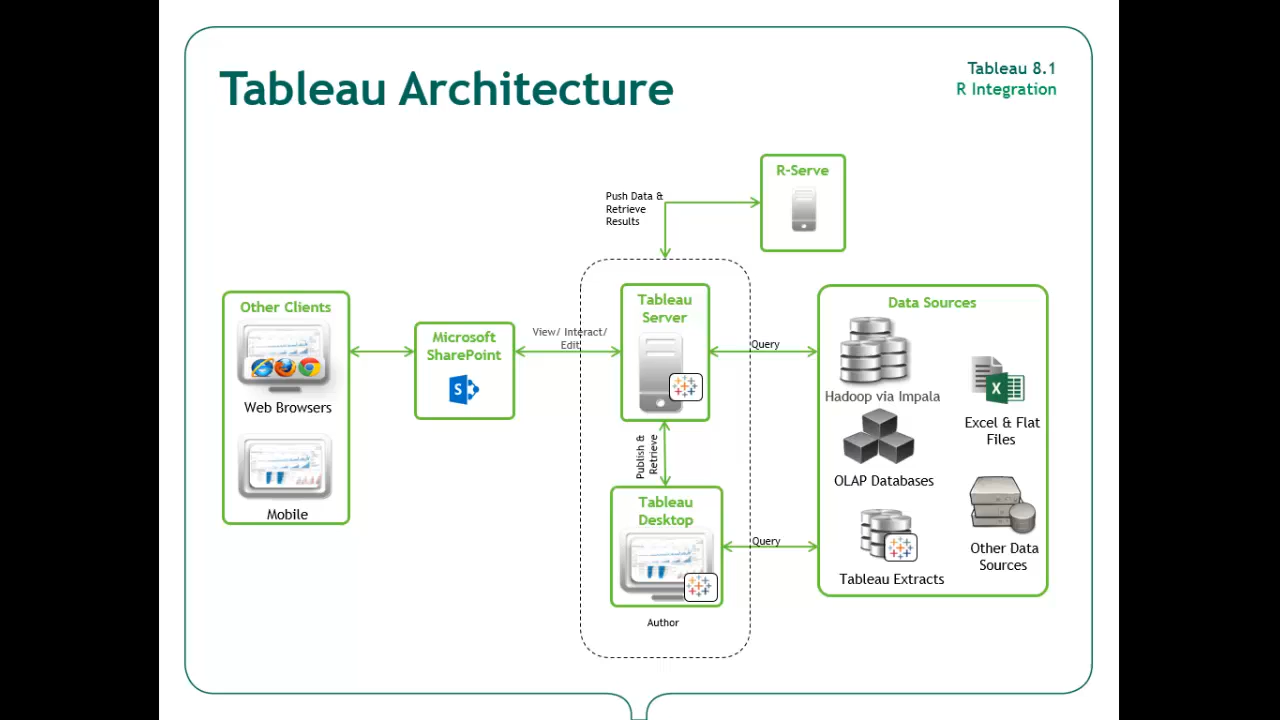 Tableau Architecture
Tableau 8.1
R Integration
R-Serve
Push Data &
Retrieve
Results
Other Clients
Web Browsers
Mobile
Microsoft
SharePoint
S
View/ Interact/
Edit
Tableau
Server
Publish &
Retrieve
Tableau
Desktop
Author
Query
Query
Data Sources
Hadoop via Impala
X
Excel & Flat
Files
OLAP Databases
Other Data
Sources
Tableau Extracts